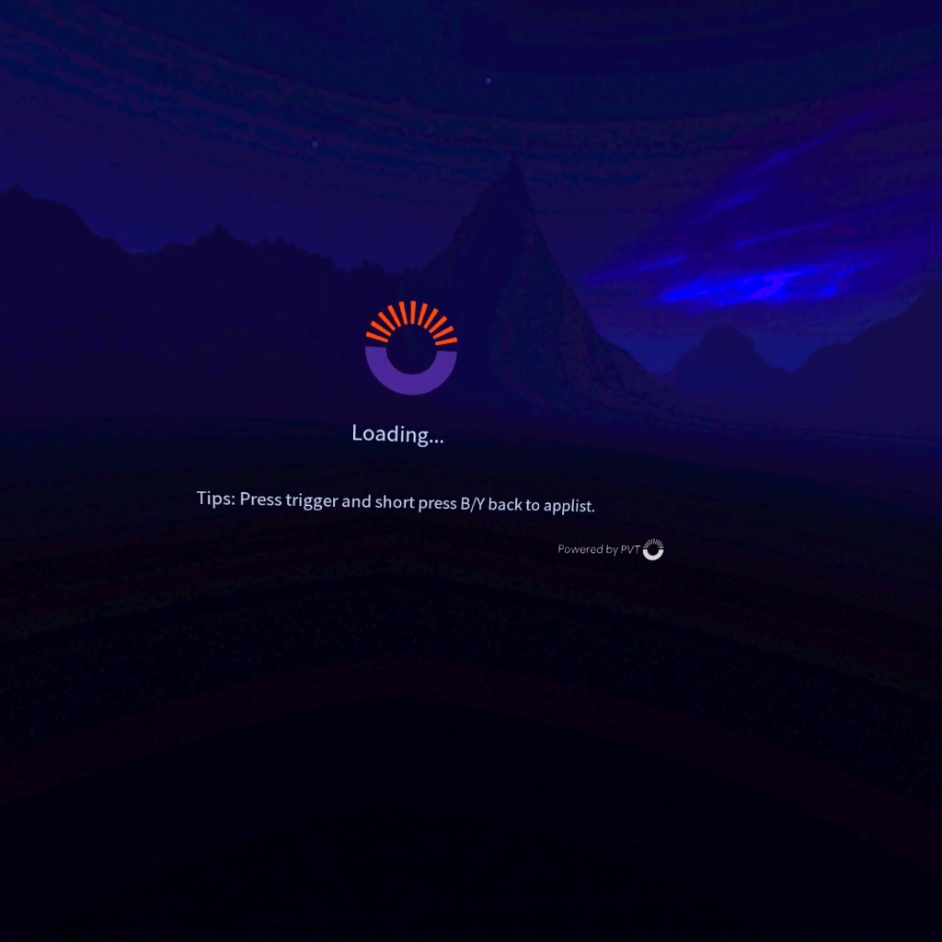 Loading...
Tips: Press trigger and short press B/Y back to applist.
Powered by PVT